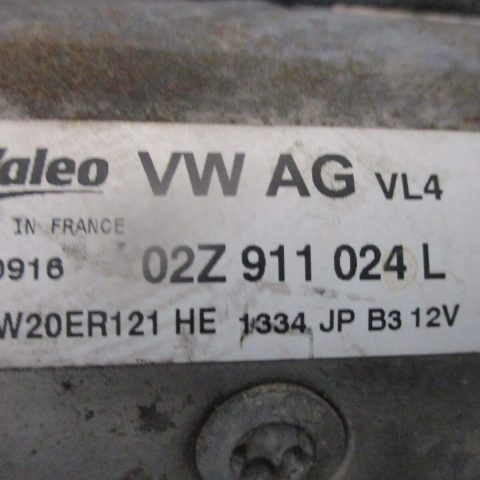 Valeo VW AG VL4
IN FRANCE
0916 02Z 911 024 L
W20ER121 HE 1334 JP B3 12V